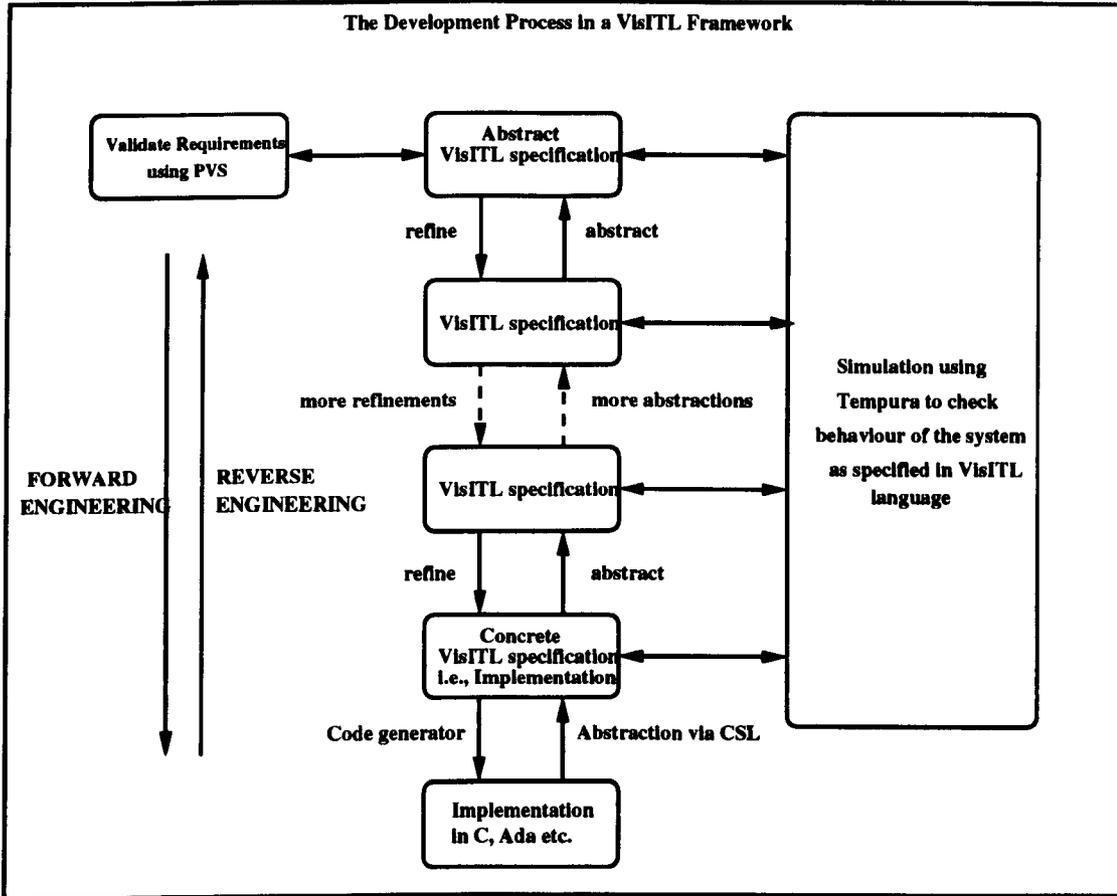 The Development Process in a VisITL Framework
Validate Requirements
using PVS
Abstract
VisITL specification
refine
abstract
VisITL specification
more refinements
more abstractions
FORWARD
ENGINEERING
REVERSE
ENGINEERING
VisITL specification
refine
abstract
Concrete
VisITL specification
i.e., Implementation
Code generator
Abstraction via CSL
Implementation
in C, Ada etc.
Simulation using
Tempura to check
behaviour of the system
as specified in VisITL
language